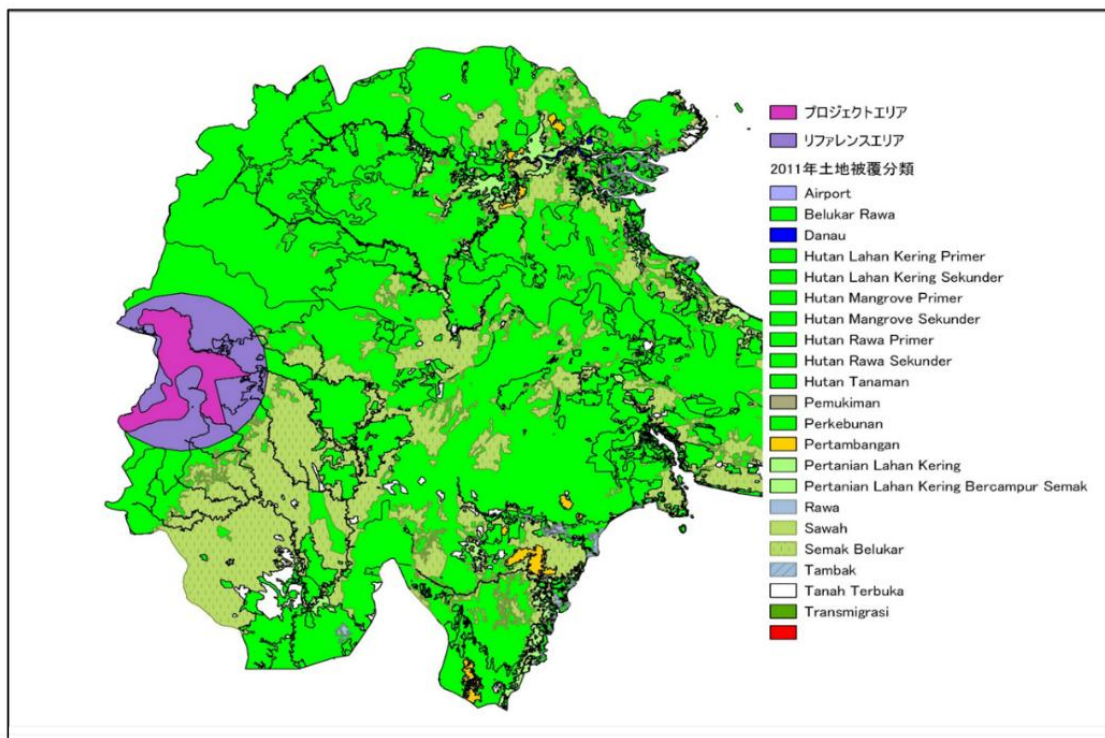 プロジェクトエリア
リファレンスエリア
2011年土地被覆分類
Airport
Belukar Rawa
Danau
Hutan Lahan Kering Primer
Hutan Lahan Kering Sekunder
Hutan Mangrove Primer
Hutan Mangrove Sekunder
Hutan Rawa Primer
Hutan Rawa Sekunder
Hutan Tanaman
Pemukiman
Perkebunan
Pertambangan
Pertanian Lahan Kering
Pertanian Lahan Kering Bercampur Semak
Rawa
Sawah
Semak Belukar
Tambak
Tanah Terbuka
Transmigrasi